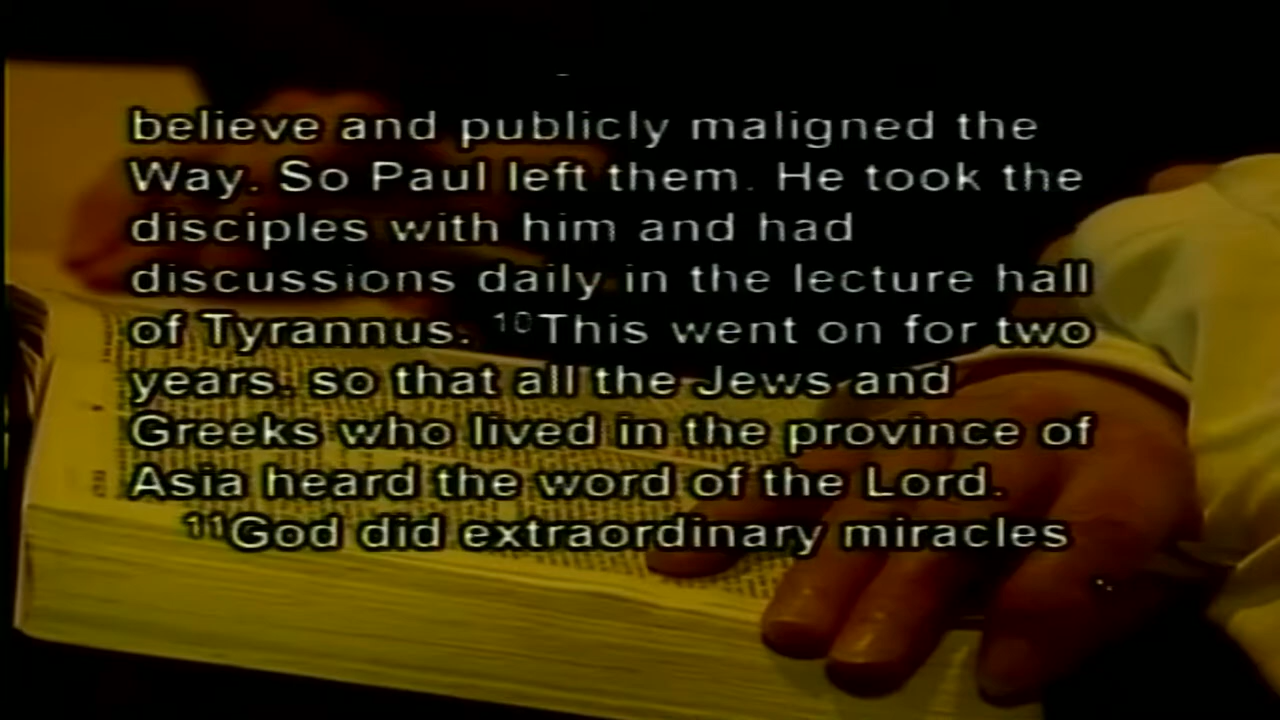 believe and publicly maligned the
Way. So Paul left them. He took the
disciples with him and had
discussions daily in the lecture hall
of Tyrannus. ¹⁰This went on for two
years, so that all the Jews and
Greeks who lived in the province of
Asia heard the word of the Lord.
¹¹God did extraordinary miracles